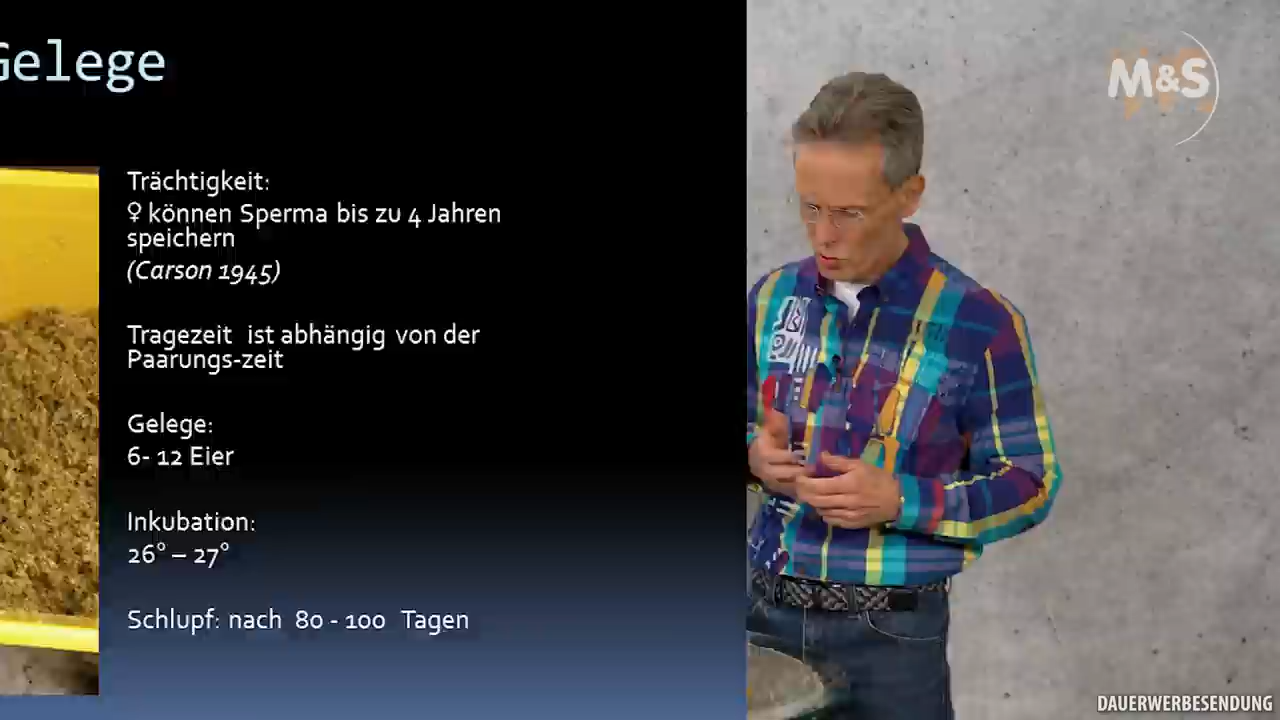 Gelege
M&S
Trächtigkeit:
♀ können Sperma bis zu 4 Jahren
speichern
(Carson 1945)
Tragezeit ist abhängig von der
Paarungs-zeit
Gelege:
6- 12 Eier
Inkubation:
26° – 27°
Schlupf: nach 80 - 100 Tagen
DAUERWERBESENDUNG